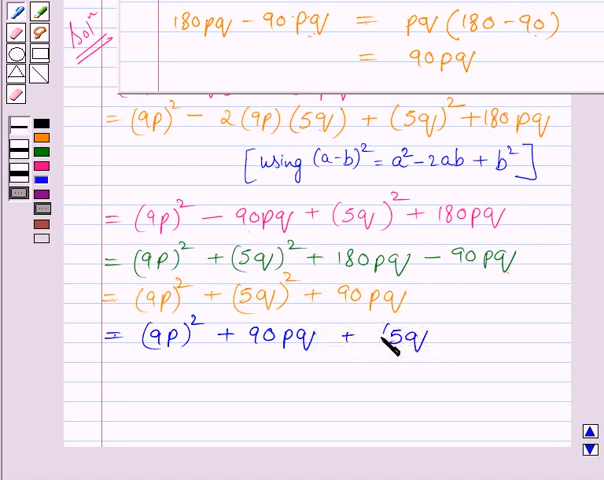 Solⁿ
180pq - 90pq = pq (180-90)
= 90pq
= (9p)² - 2(9p)(5q) + (5q)² + 180pq
[using (a-b)² = a² - 2ab + b²]
= (9p)² - 90pq + (5q)² + 180pq
= (9p)² + (5q)² + 180pq - 90pq
= (9p)² + (5q)² + 90pq
= (9p)² + 90pq + (5q